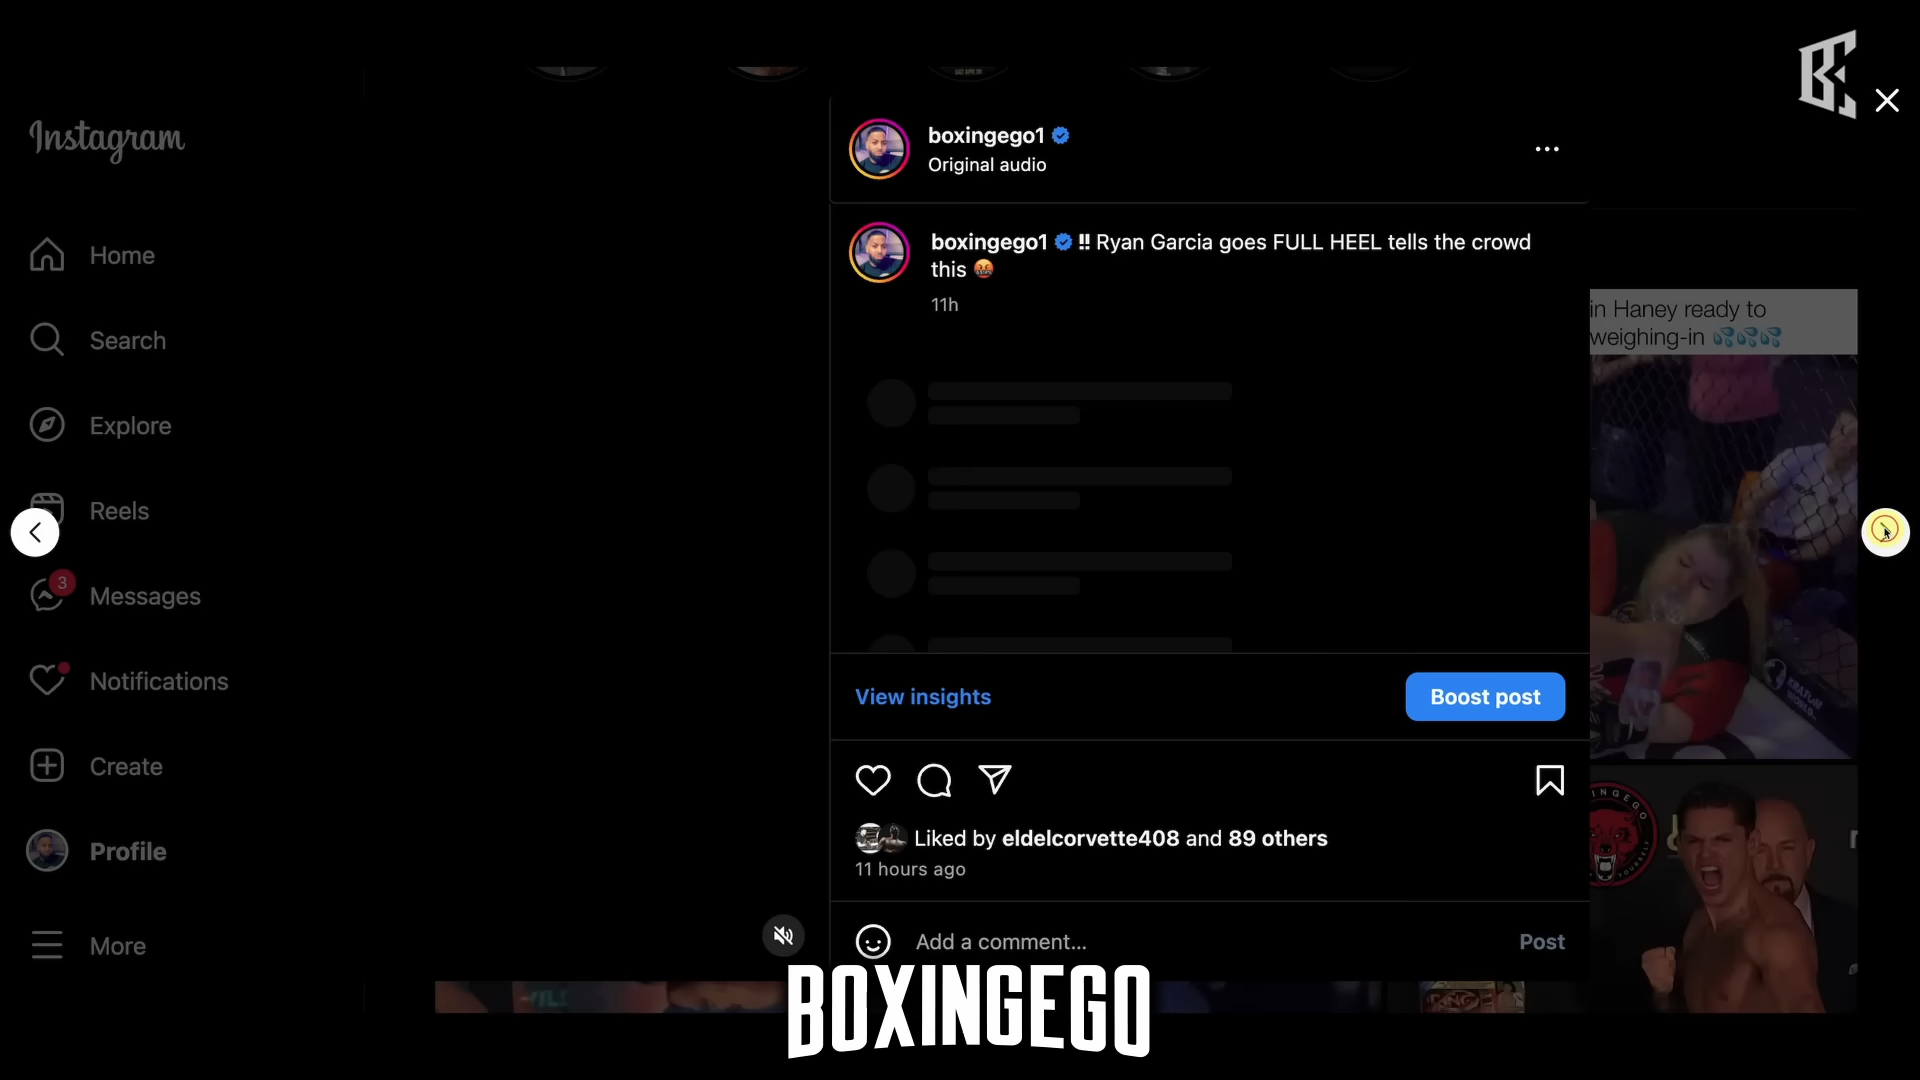 Instagram
Home
Search
Explore
Reels
3
Messages
Notifications
Create
Profile
More
boxingego1
Original audio
boxingego1 ‼ Ryan Garcia goes FULL HEEL tells the crowd
this 🤬
11h
View insights
Boost post
Liked by eldelcorvette408 and 89 others
11 hours ago
Add a comment...
Post
in Haney ready to
weighing-in 💦💦💦
BOXINGEGO